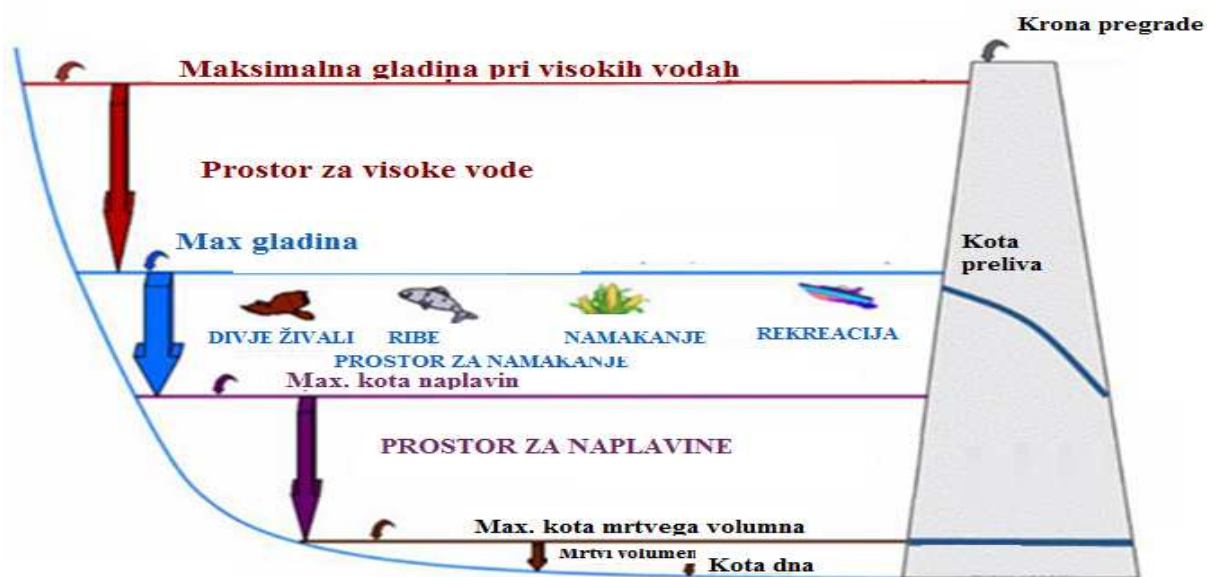 Krona pregrade
Maksimalna gladina pri visokih vodah
Prostor za visoke vode
Max gladina
Kota
preliva
DIVJE ŽIVALI RIBE NAMAKANJE REKREACIJA
PROSTOR ZA NAMAKANJE
Max. kota naplavin
PROSTOR ZA NAPLAVINE
Max. kota mrtvega volumna
Mrtvi volumen
Kota dna